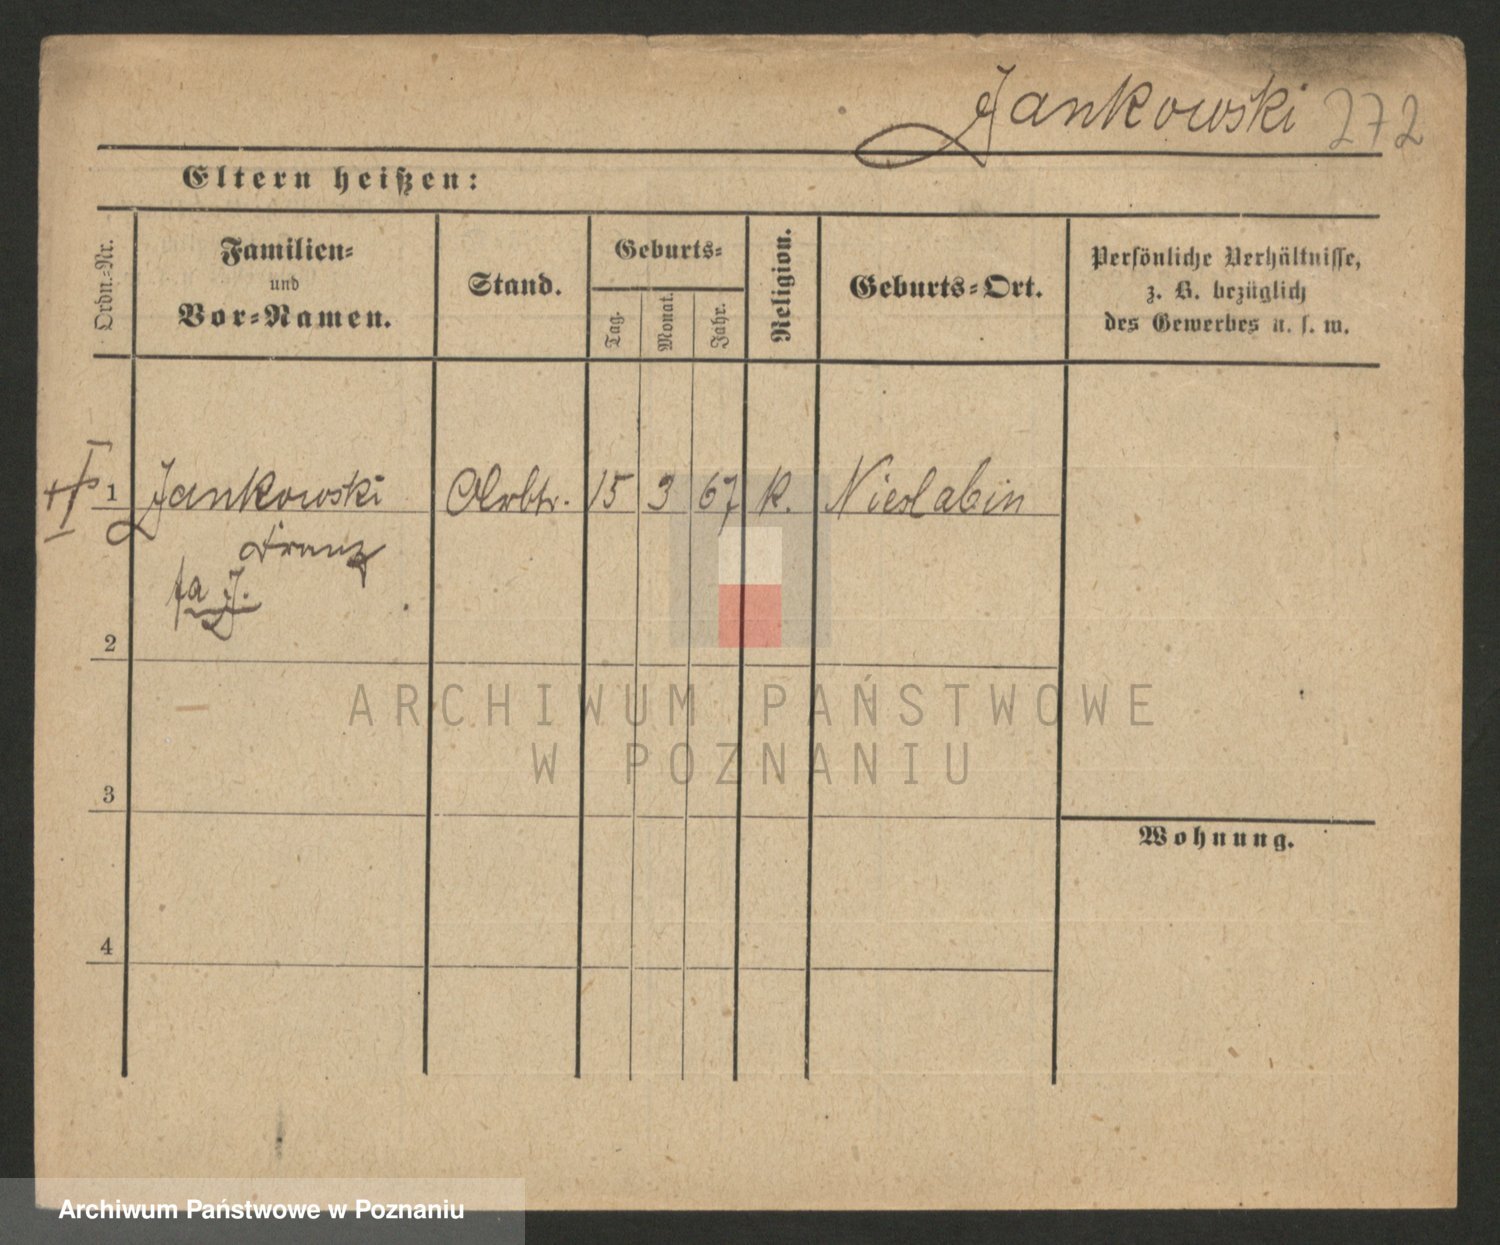 Jankowski 272
Eltern heißen:
Ordn.-Nr.
Familien-
und
Vor-Namen.
Stand.
Geburts-
Tag.
Monat.
Jahr.
Religion.
Geburts-Ort.
Persönliche Verhältnisse,
z. B. bezüglich
des Gewerbes u. s. w.
1 Jankowski Arbtr. 15 3 67 k. Nieslabin
Franz
2
3
4
Wohnung.
ARCHIWUM PAŃSTWOWE
W POZNANIU
Archiwum Państwowe w Poznaniu